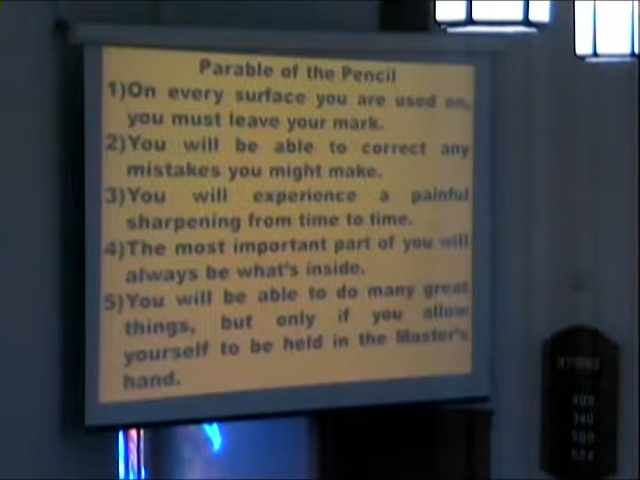 Parable of the Pencil
1)On every surface you are used on,
you must leave your mark.
2)You will be able to correct any
mistakes you might make.
3)You will experience a painful
sharpening from time to time.
4)The most important part of you will
always be what's inside.
5)You will be able to do many great
things, but only if you allow
yourself to be held in the Master's
hand.
HYMNS
340